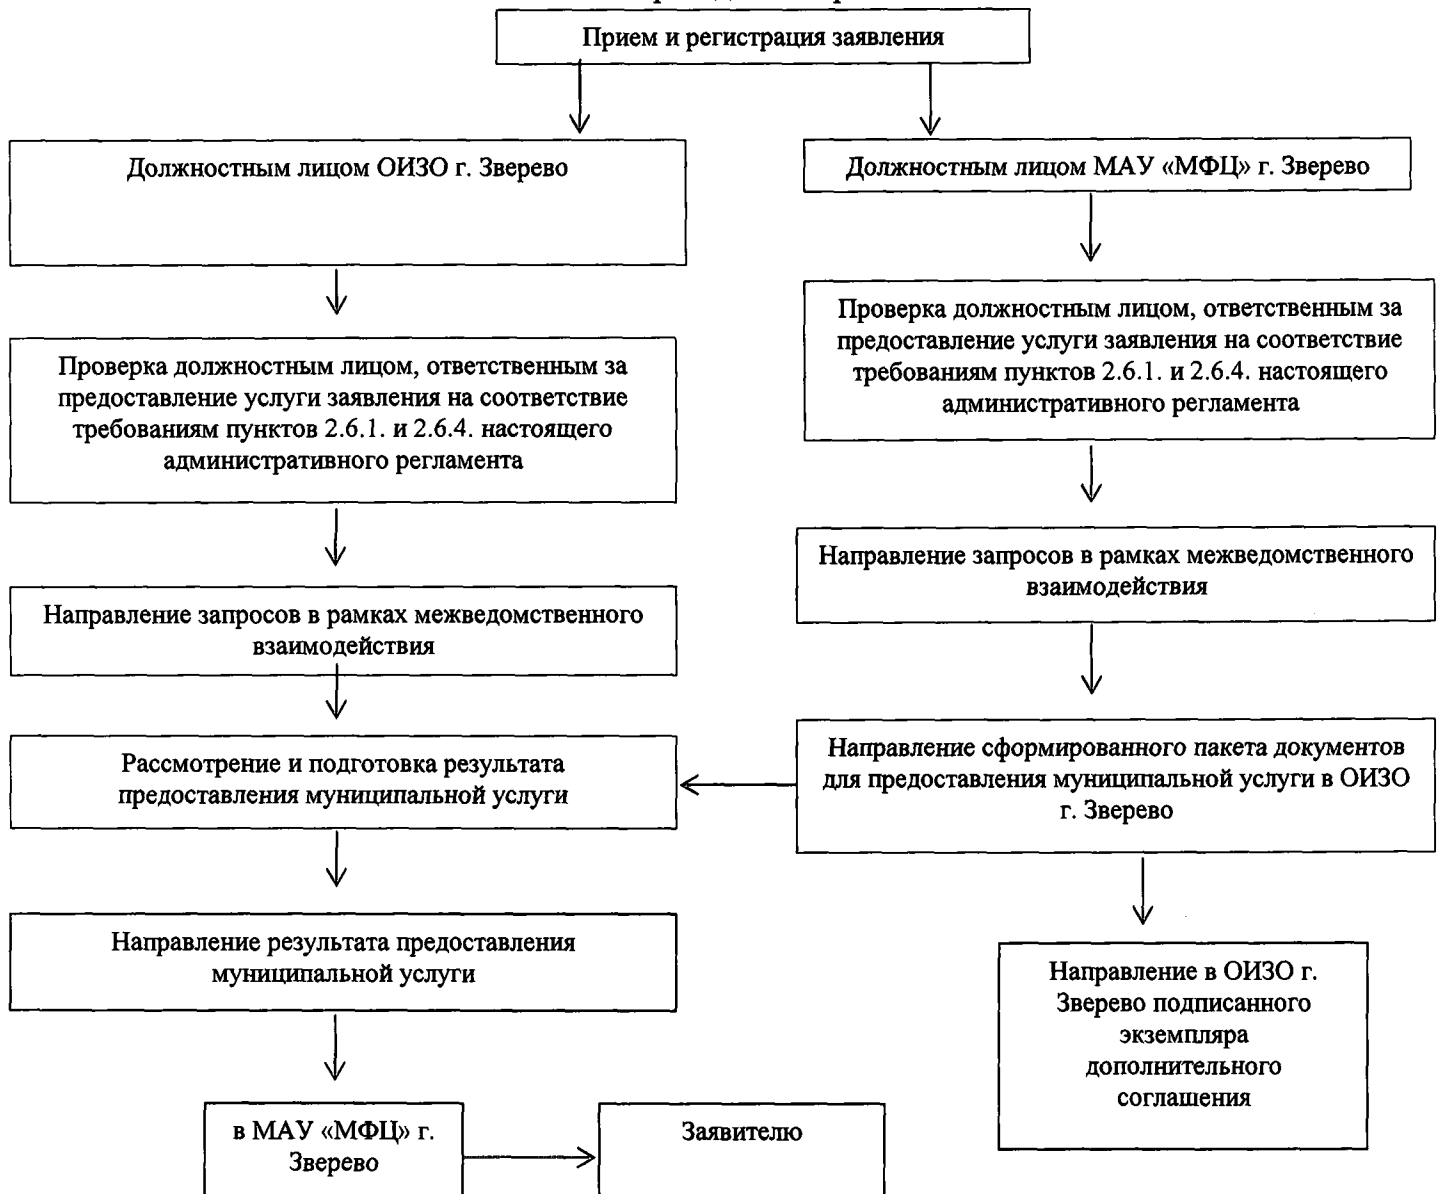 Прием и регистрация заявления
Должностным лицом ОИЗО г. Зверево
Должностным лицом МАУ «МФЦ» г. Зверево
Проверка должностным лицом, ответственным за
предоставление услуги заявления на соответствие
требованиям пунктов 2.6.1. и 2.6.4. настоящего
административного регламента
Проверка должностным лицом, ответственным за
предоставление услуги заявления на соответствие
требованиям пунктов 2.6.1. и 2.6.4. настоящего
административного регламента
Направление запросов в рамках межведомственного
взаимодействия
Направление запросов в рамках межведомственного
взаимодействия
Рассмотрение и подготовка результата
предоставления муниципальной услуги
Направление сформированного пакета документов
для предоставления муниципальной услуги в ОИЗО
г. Зверево
Направление результата предоставления
муниципальной услуги
Направление в ОИЗО г.
Зверево подписанного
экземпляра
дополнительного
соглашения
в МАУ «МФЦ» г.
Зверево
Заявителю